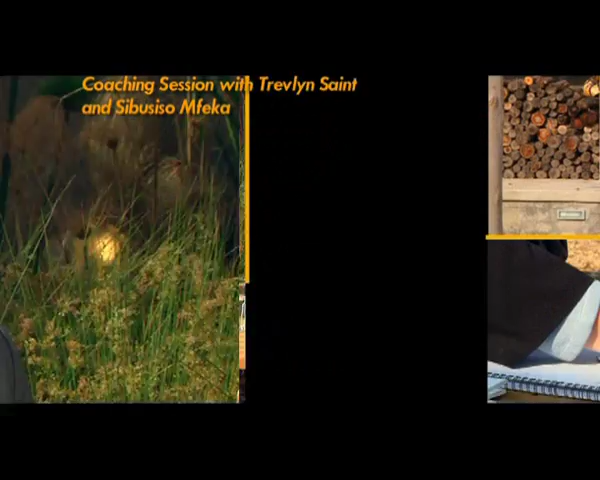 Coaching Session with Trevlyn Saint
and Sibusiso Mfeka